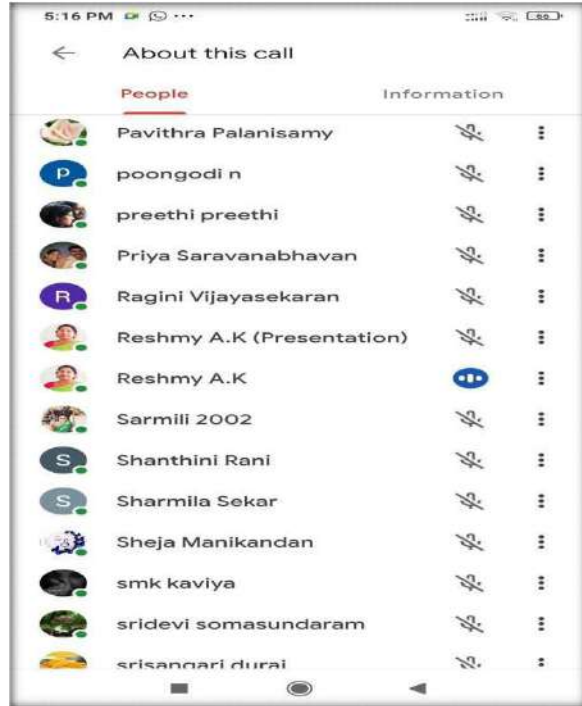 5:16 PM
66
About this call
People Information
Pavithra Palanisamy
P poongodi n
preethi preethi
Priya Saravanabhavan
R Ragini Vijayasekaran
Reshmy A.K (Presentation)
Reshmy A.K
Sarmili 2002
S Shanthini Rani
S Sharmila Sekar
Sheja Manikandan
smk kaviya
sridevi somasundaram
srisangari durai